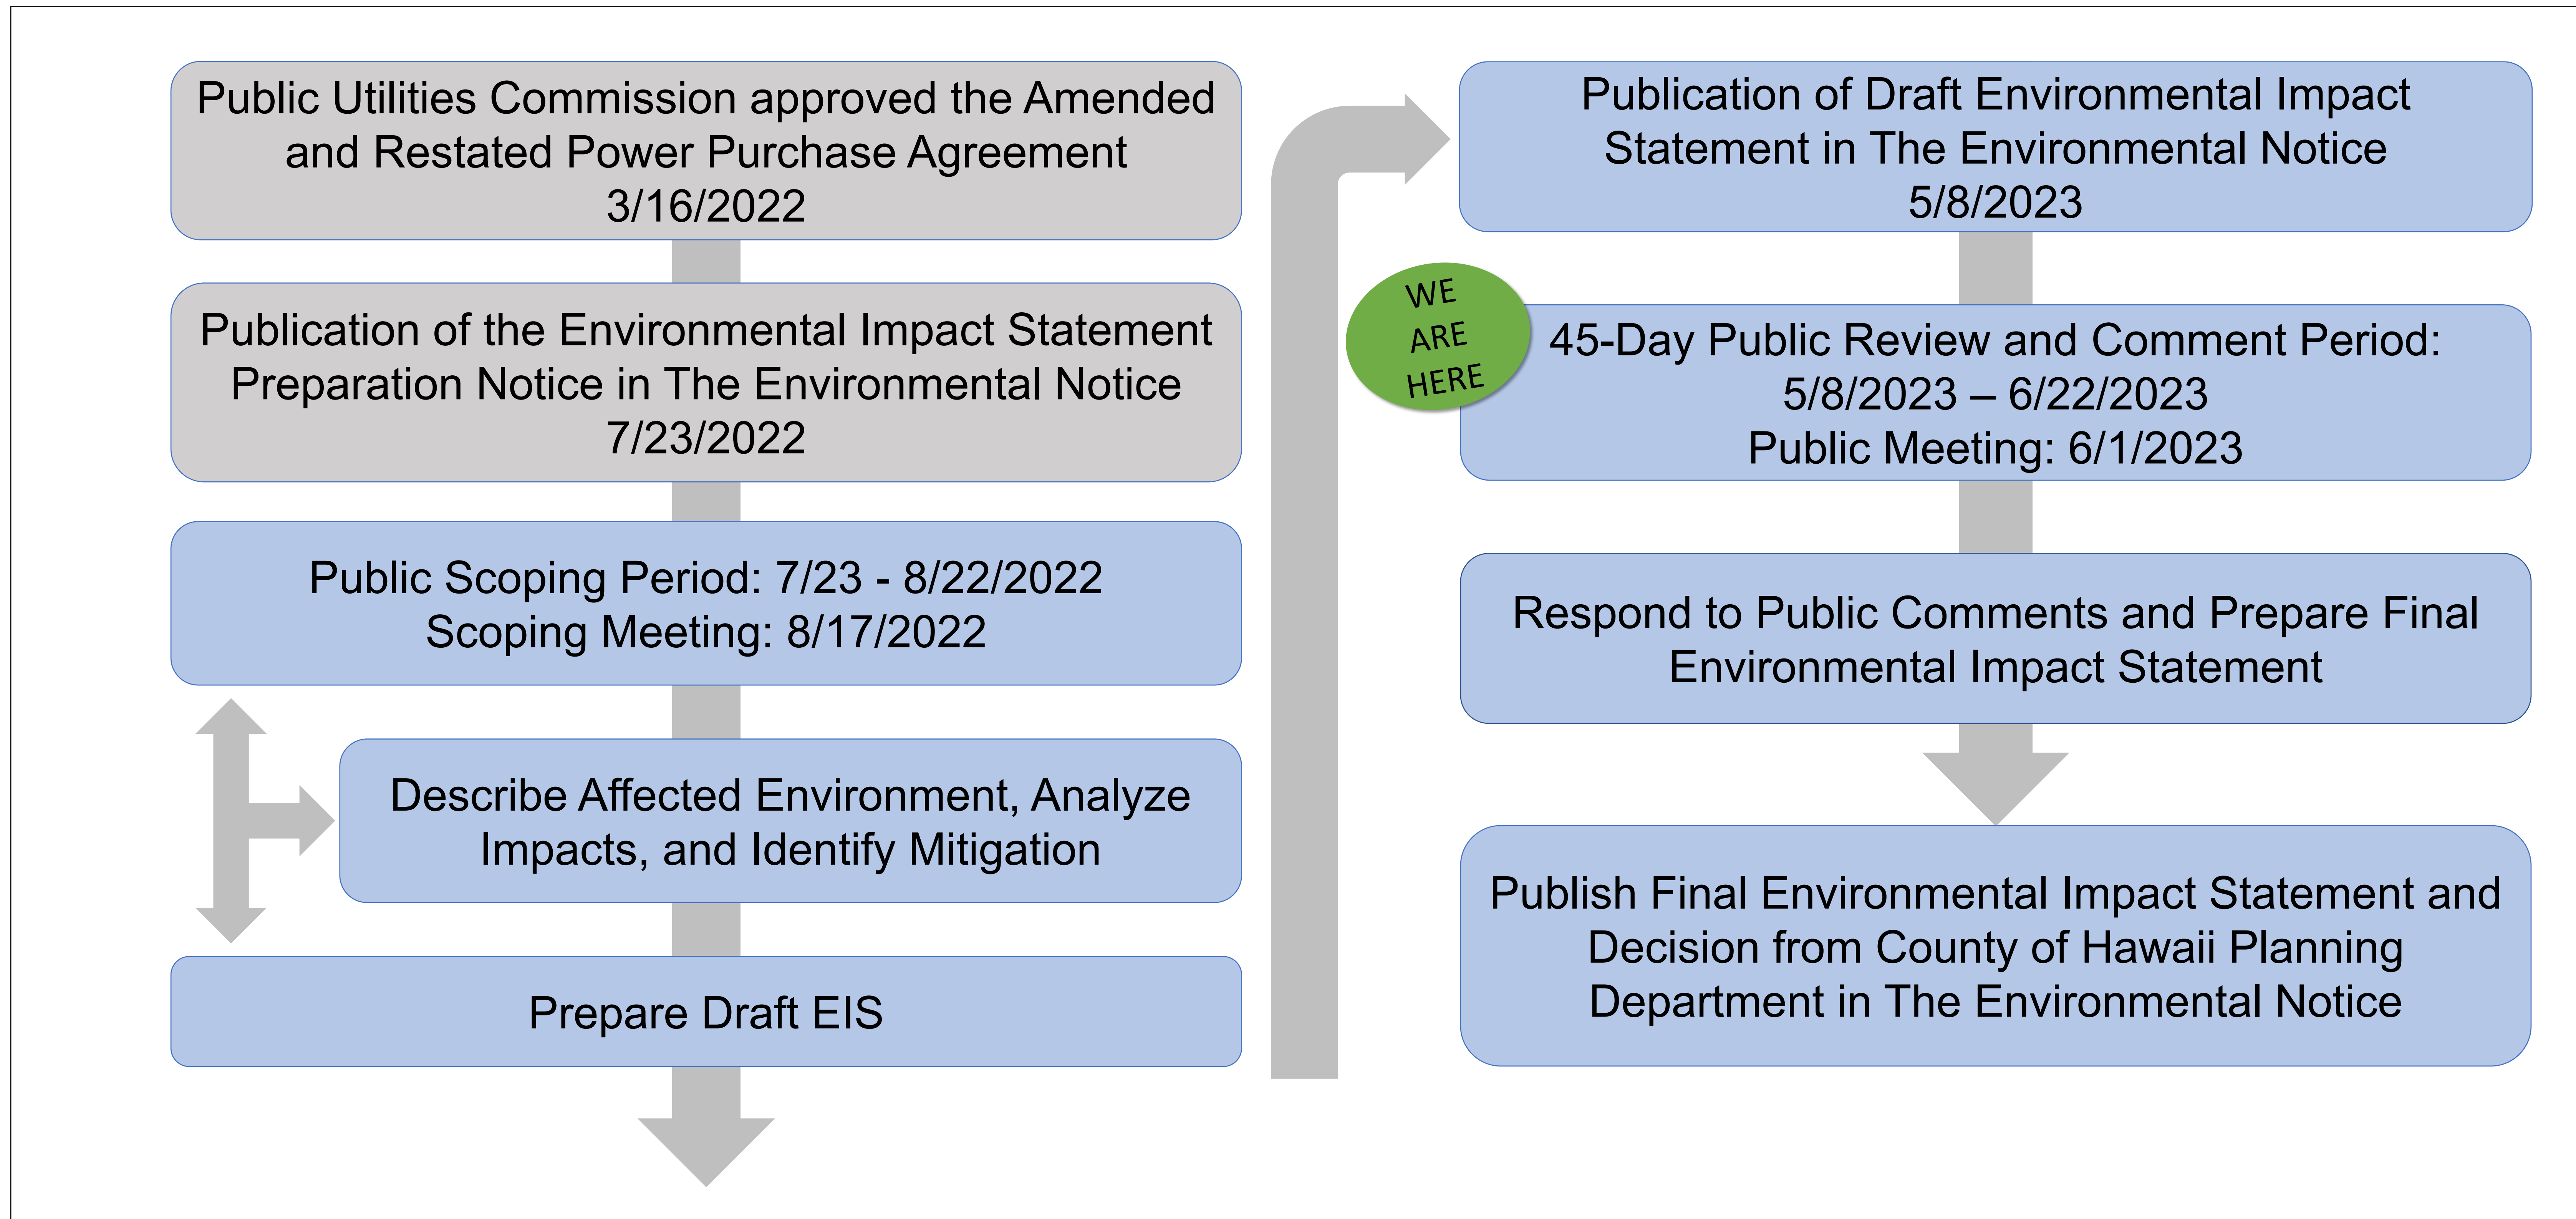 Public Utilities Commission approved the Amended
and Restated Power Purchase Agreement
3/16/2022
Publication of the Environmental Impact Statement
Preparation Notice in The Environmental Notice
7/23/2022
Public Scoping Period: 7/23 - 8/22/2022
Scoping Meeting: 8/17/2022
Describe Affected Environment, Analyze
Impacts, and Identify Mitigation
Prepare Draft EIS
Publication of Draft Environmental Impact
Statement in The Environmental Notice
5/8/2023
WE
ARE
HERE
45-Day Public Review and Comment Period:
5/8/2023 – 6/22/2023
Public Meeting: 6/1/2023
Respond to Public Comments and Prepare Final
Environmental Impact Statement
Publish Final Environmental Impact Statement and
Decision from County of Hawaii Planning
Department in The Environmental Notice